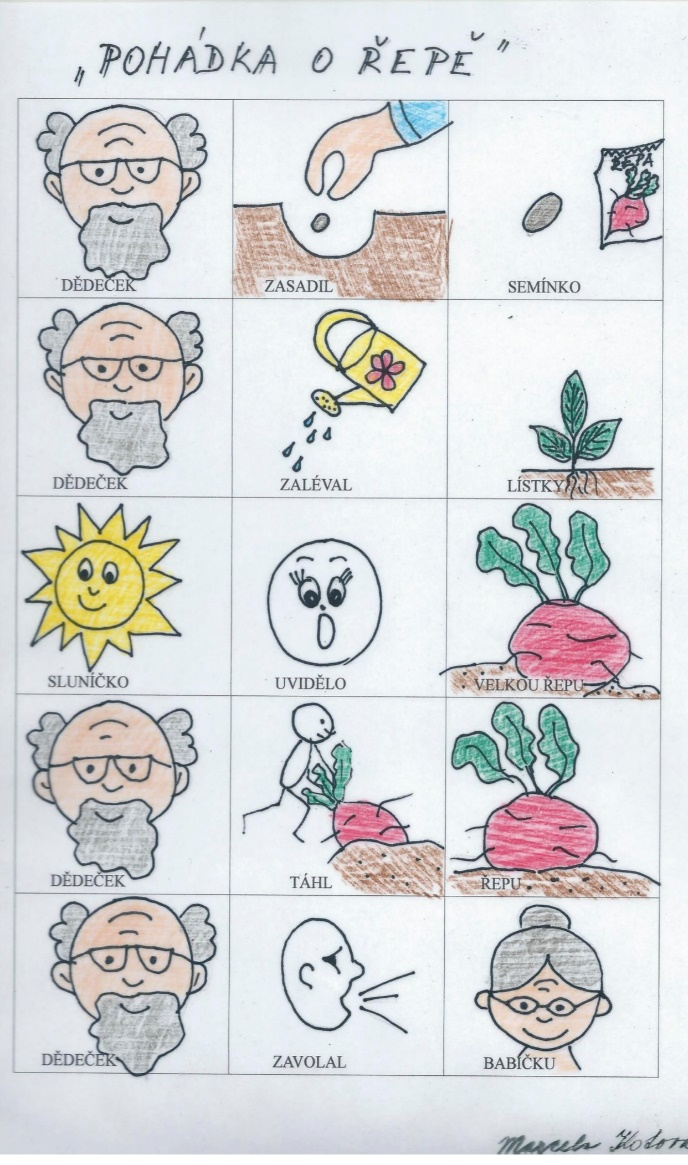 „POHÁDKA O ŘEPĚ"
ŘEPA
DĚDEČEK ZASADIL SEMÍNKO
DĚDEČEK ZALÉVAL LÍSTKY
SLUNÍČKO UVIDĚLO VELKOU ŘEPU
DĚDEČEK TÁHL ŘEPU
DĚDEČEK ZAVOLAL BABIČKU
Marcela